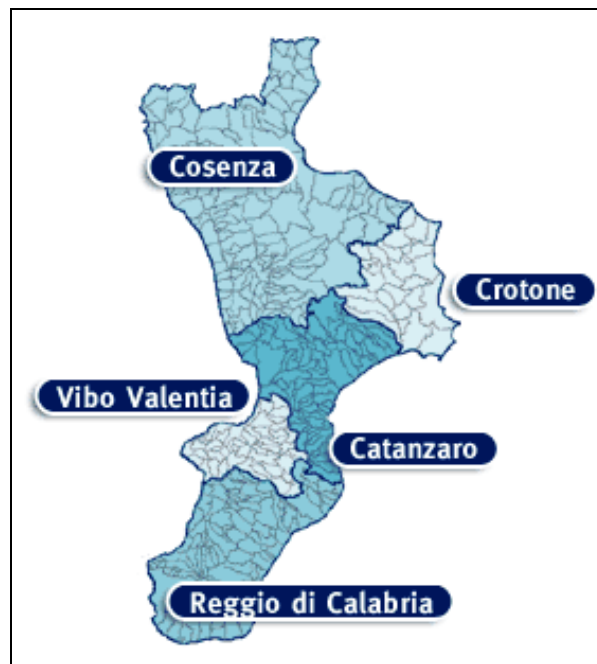 Cosenza
Crotone
Vibo Valentia
Catanzaro
Reggio di Calabria